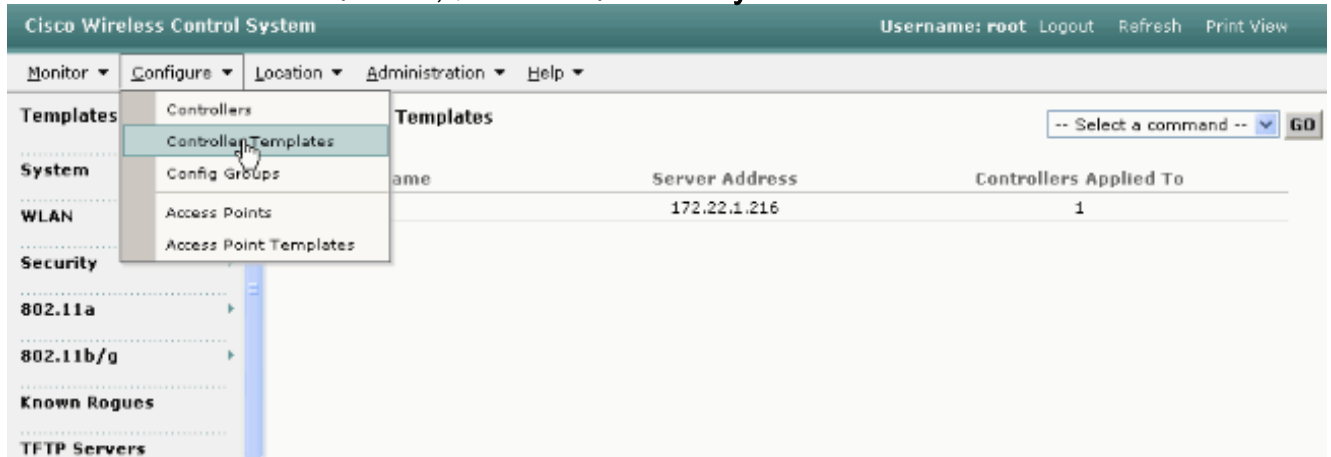 Cisco Wireless Control System Username: root Logout Refresh Print View
Monitor Configure Location Administration Help
Templates
Controllers
Controller Templates
Config Groups
Access Points
Access Point Templates
Templates
-- Select a command -- GO
System
ame Server Address Controllers Applied To
WLAN
172.22.1.216 1
Security
802.11a
802.11b/g
Known Rogues
TFTP Servers